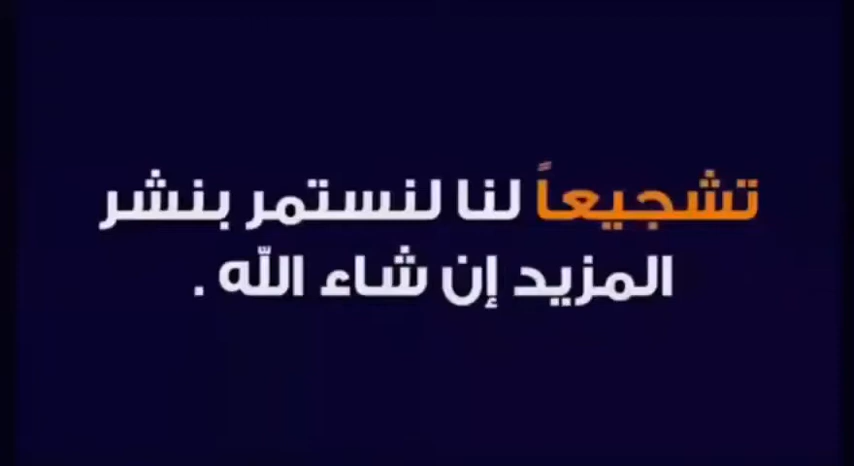 تشجيعاً لنا لنستمر بنشر
المزيد إن شاء الله .